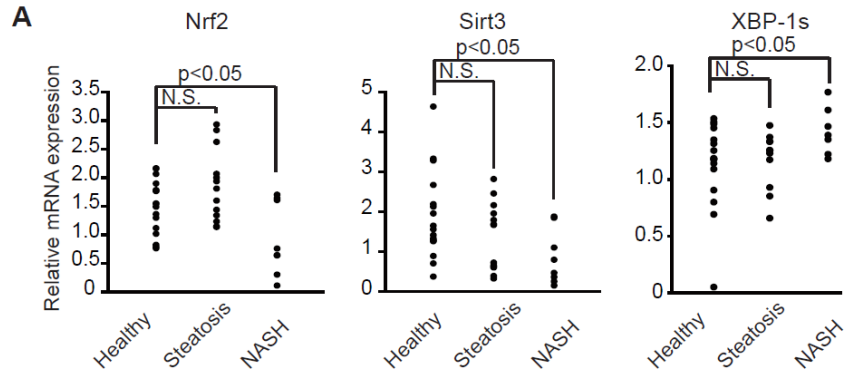 A
Nrf2
Sirt3
XBP-1s
Relative mRNA expression
p<0.05
N.S.
3.5
3.0
2.5
2.0
1.5
1.0
0.5
0
Healthy
Steatosis
NASH
p<0.05
N.S.
5
4
3
2
1
0
Healthy
Steatosis
NASH
p<0.05
N.S.
2.0
1.5
1.0
0.5
0
Healthy
Steatosis
NASH